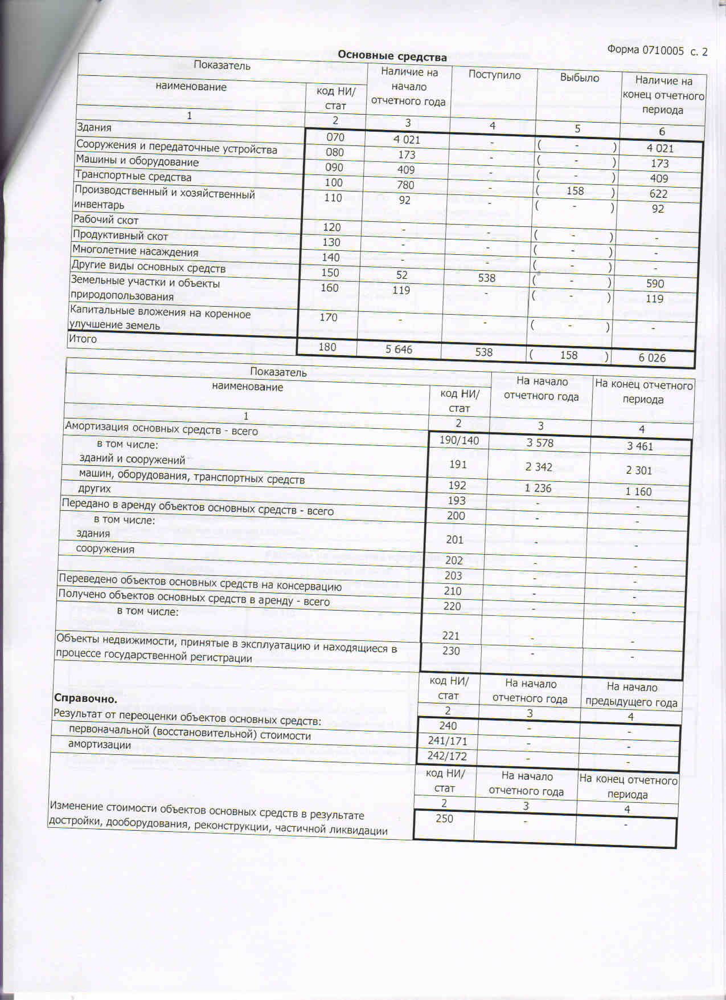 Форма 0710005 с. 2
Основные средства
Показатель
Наличие на начало отчетного года
Поступило
Выбыло
Наличие на конец отчетного периода
наименование
код НИ/стат
1 2 3 4 5 6
Здания 070 4 021 - ( - ) 4 021
Сооружения и передаточные устройства 080 173 - ( - ) 173
Машины и оборудование 090 409 - ( - ) 409
Транспортные средства 100 780 - ( 158 ) 622
Производственный и хозяйственный 110 92 - ( - ) 92
инвентарь
Рабочий скот 120 - - ( - ) -
Продуктивный скот 130 - - ( - ) -
Многолетние насаждения 140 - - ( - ) -
Другие виды основных средств 150 52 538 ( - ) 590
Земельные участки и объекты 160 119 - ( - ) 119
природопользования
Капитальные вложения на коренное 170 - - ( - ) -
улучшение земель
Итого 180 5 646 538 ( 158 ) 6 026
Показатель
На начало отчетного года
На конец отчетного периода
наименование
код НИ/стат
1 2 3 4
Амортизация основных средств - всего 190/140 3 578 3 461
в том числе:
зданий и сооружений 191 2 342 2 301
машин, оборудования, транспортных средств 192 1 236 1 160
других 193 - -
Передано в аренду объектов основных средств - всего 200 - -
в том числе:
здания 201 - -
сооружения 202 - -
203 - -
Переведено объектов основных средств на консервацию 210 - -
Получено объектов основных средств в аренду - всего 220 - -
в том числе:
221 - -
Объекты недвижимости, принятые в эксплуатацию и находящиеся в 230 - -
процессе государственной регистрации
код НИ/стат
На начало отчетного года
На начало предыдущего года
Справочно.
2 3 4
Результат от переоценки объектов основных средств: 240 - -
первоначальной (восстановительной) стоимости 241/171 - -
амортизации 242/172 - -
код НИ/стат
На начало отчетного года
На конец отчетного периода
2 3 4
Изменение стоимости объектов основных средств в результате 250 - -
достройки, дооборудования, реконструкции, частичной ликвидации